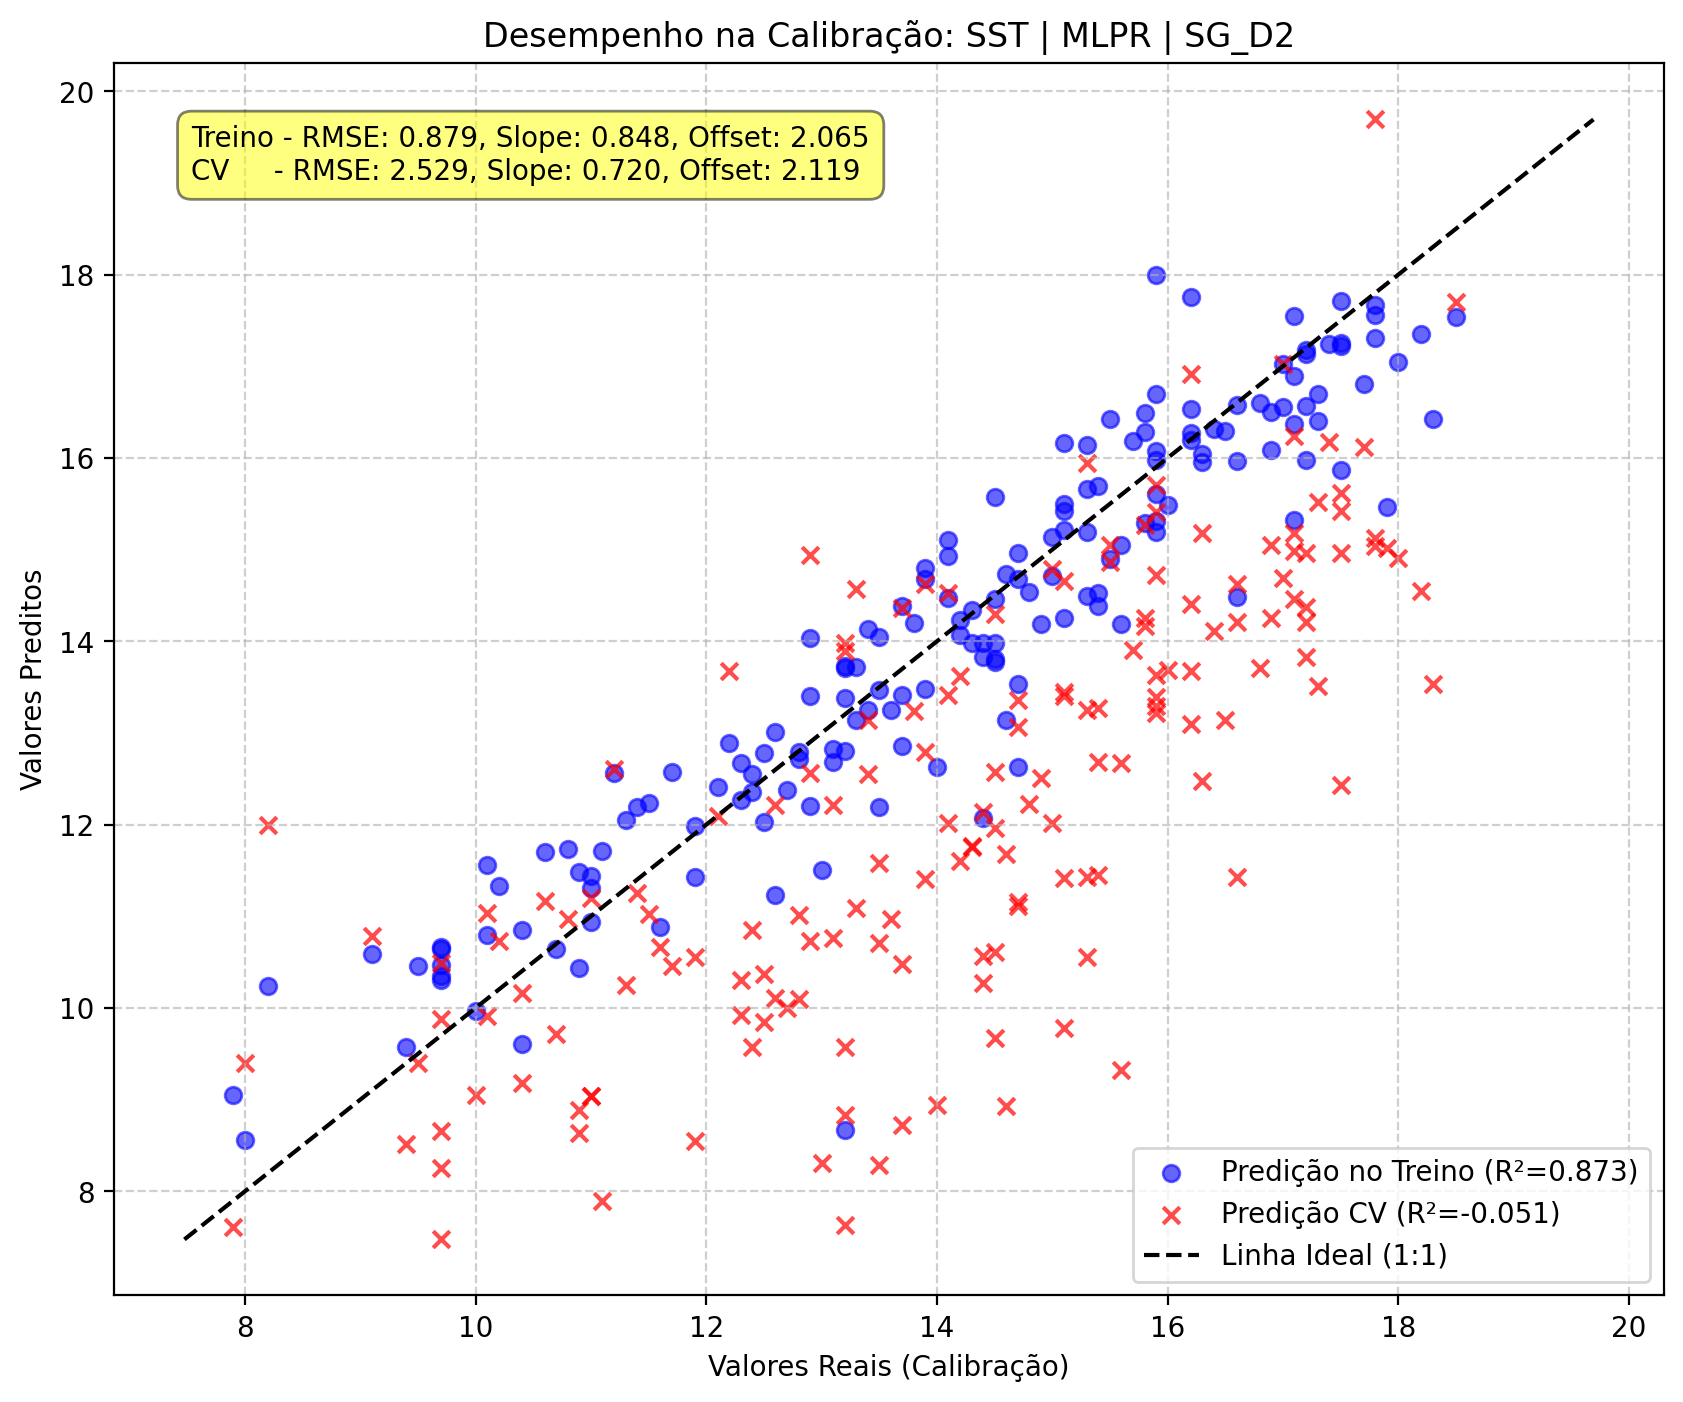 Desempenho na Calibração: SST | MLPR | SG_D2
Treino - RMSE: 0.879, Slope: 0.848, Offset: 2.065
CV - RMSE: 2.529, Slope: 0.720, Offset: 2.119
20
18
16
14
12
10
8
Valores Preditos
Predição no Treino (R²=0.873)
Predição CV (R²=-0.051)
Linha Ideal (1:1)
8 10 12 14 16 18 20
Valores Reais (Calibração)